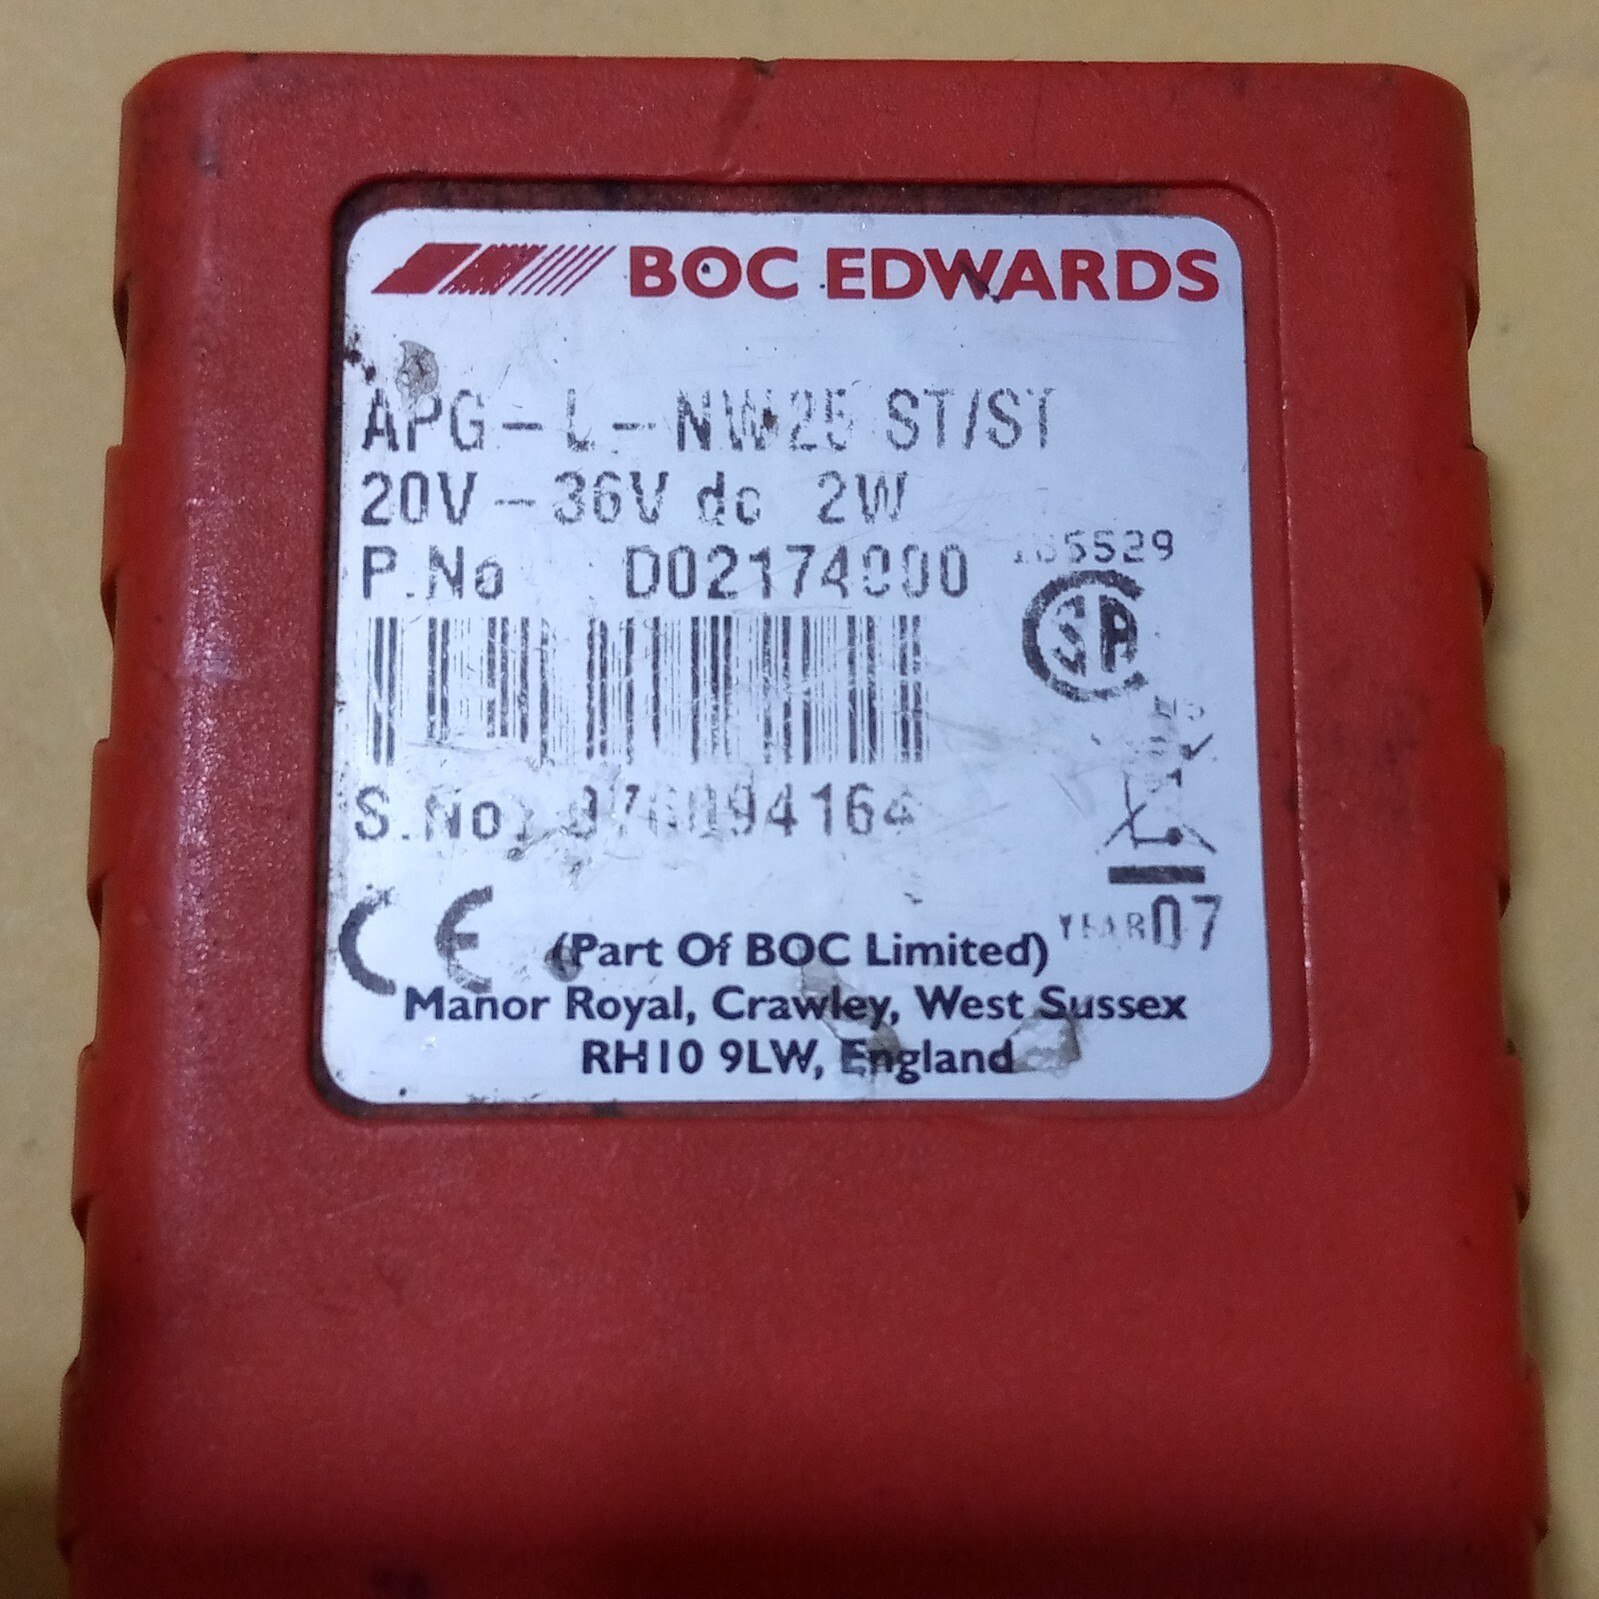 BOC EDWARDS
APG-L-NW25 ST/ST
20V-36V dc 2W
P.No D02174000
S.No.
CE
YEAR 07
(Part Of BOC Limited)
Manor Royal, Crawley, West Sussex
RH10 9LW, England